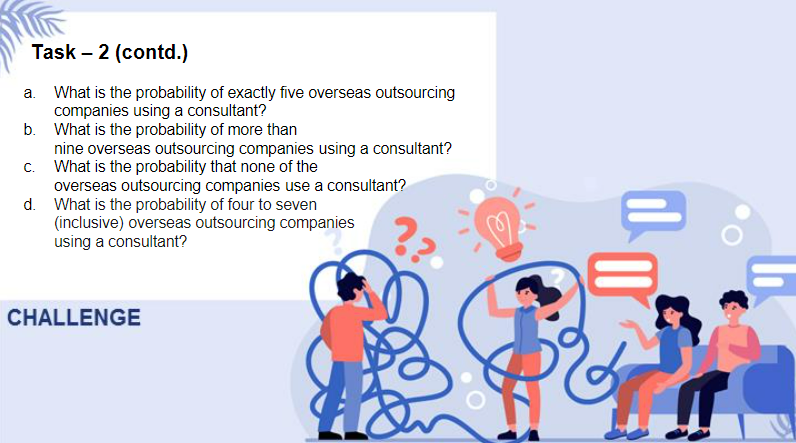 Task – 2 (contd.)
a. What is the probability of exactly five overseas outsourcing
companies using a consultant?
b. What is the probability of more than
nine overseas outsourcing companies using a consultant?
c. What is the probability that none of the
overseas outsourcing companies use a consultant?
d. What is the probability of four to seven
(inclusive) overseas outsourcing companies
using a consultant?
? ?
?
?
CHALLENGE